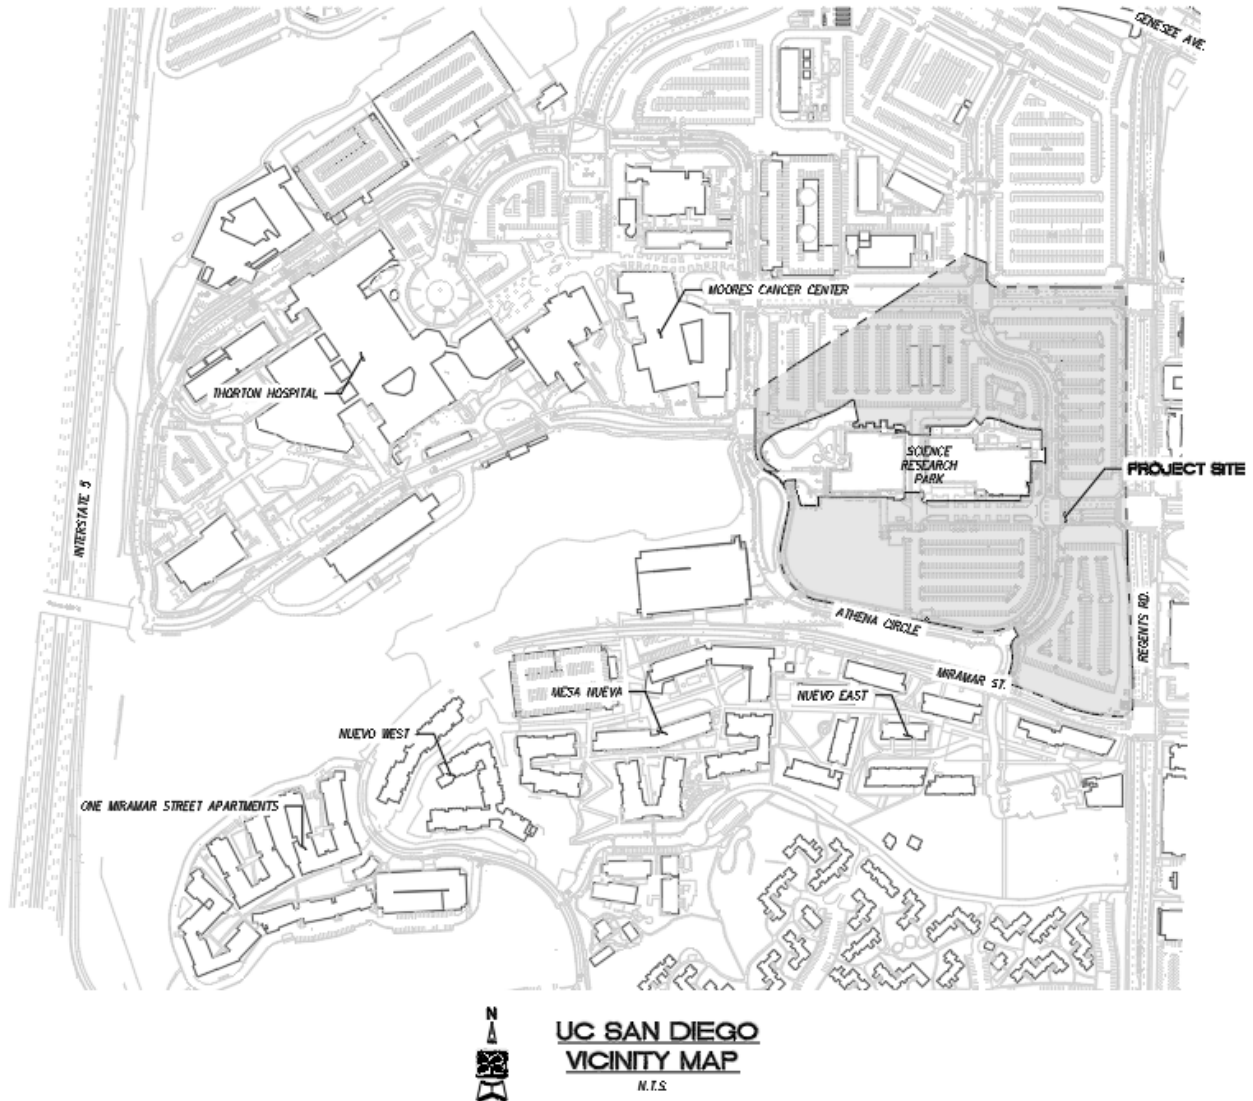 GENESEE AVE.
MOORES CANCER CENTER
THORTON HOSPITAL
SCIENCE
RESEARCH
PARK
PROJECT SITE
INTERSTATE 5
ATHENA CIRCLE
REGENTS RD.
MIRAMAR ST.
MESA NUEVA
NUEVO EAST
NUEVO WEST
ONE MIRAMAR STREET APARTMENTS
N
UC SAN DIEGO
VICINITY MAP
N.T.S.